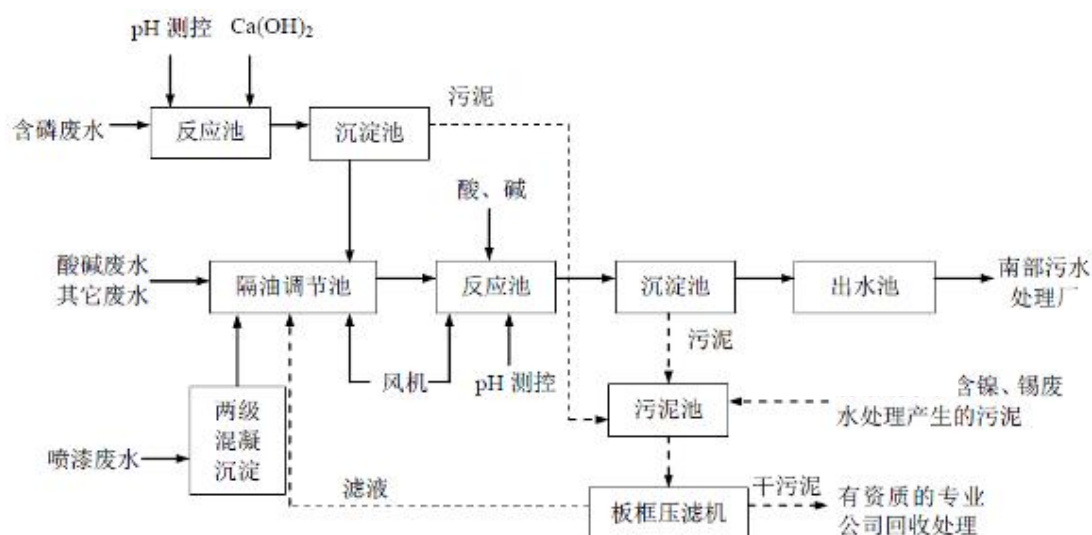 pH 测控
Ca(OH)₂
污泥
含磷废水
反应池
沉淀池
酸、碱
酸碱废水
其它废水
隔油调节池
反应池
沉淀池
出水池
南部污水
处理厂
污泥
风机
pH 测控
两级
混凝
沉淀
喷漆废水
污泥池
含镍、锡废
水处理产生的污泥
滤液
板框压滤机
干污泥
有资质的专业
公司回收处理